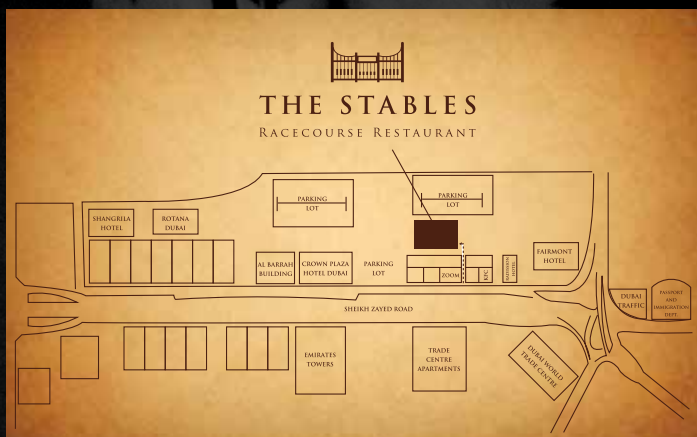 THE STABLES
RACECOURSE RESTAURANT
PARKING
LOT
PARKING
LOT
SHANGRILA
HOTEL
ROTANA
DUBAI
AL BARRAH
BUILDING
CROWN PLAZA
HOTEL DUBAI
PARKING
LOT
ZOOM
KFC
FAIRMONT
HOTEL
DUBAI
TRAFFIC
PASSPORT
AND
IMMIGRATION
DEPT.
SHEIKH ZAYED ROAD
EMIRATES
TOWERS
TRADE
CENTRE
APARTMENTS
DUBAI WORLD
TRADE CENTRE